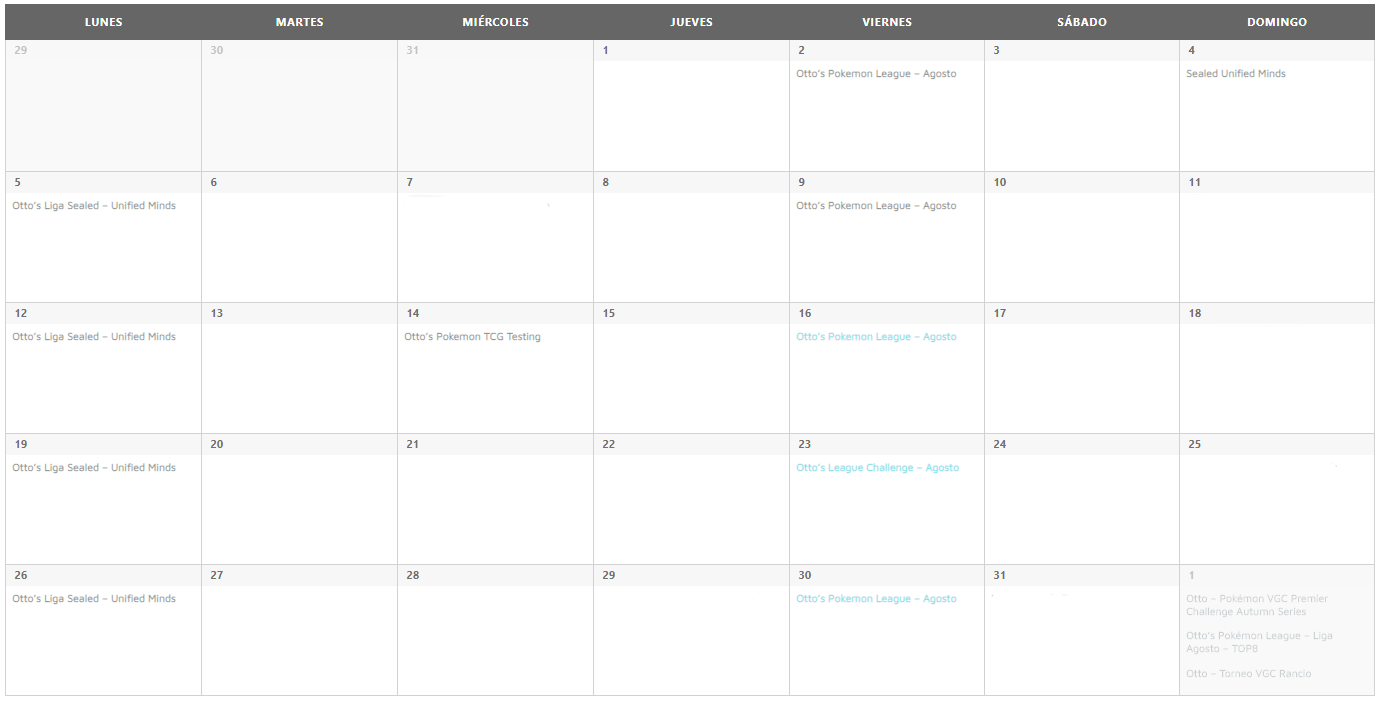 LUNES MARTES MIÉRCOLES JUEVES VIERNES SÁBADO DOMINGO
29 30 31 1 2 3 4
Otto's Pokemon League – Agosto Sealed Unified Minds
5 6 7 8 9 10 11
Otto's Liga Sealed – Unified Minds Otto's Pokemon League – Agosto
12 13 14 15 16 17 18
Otto's Liga Sealed – Unified Minds Otto's Pokemon TCG Testing Otto's Pokemon League – Agosto
19 20 21 22 23 24 25
Otto's Liga Sealed – Unified Minds Otto's League Challenge – Agosto
26 27 28 29 30 31 1
Otto's Liga Sealed – Unified Minds Otto's Pokemon League – Agosto Otto – Pokémon VGC Premier
Challenge Autumn Series
Otto's Pokémon League – Liga
Agosto – TOP8
Otto – Torneo VGC Rancio